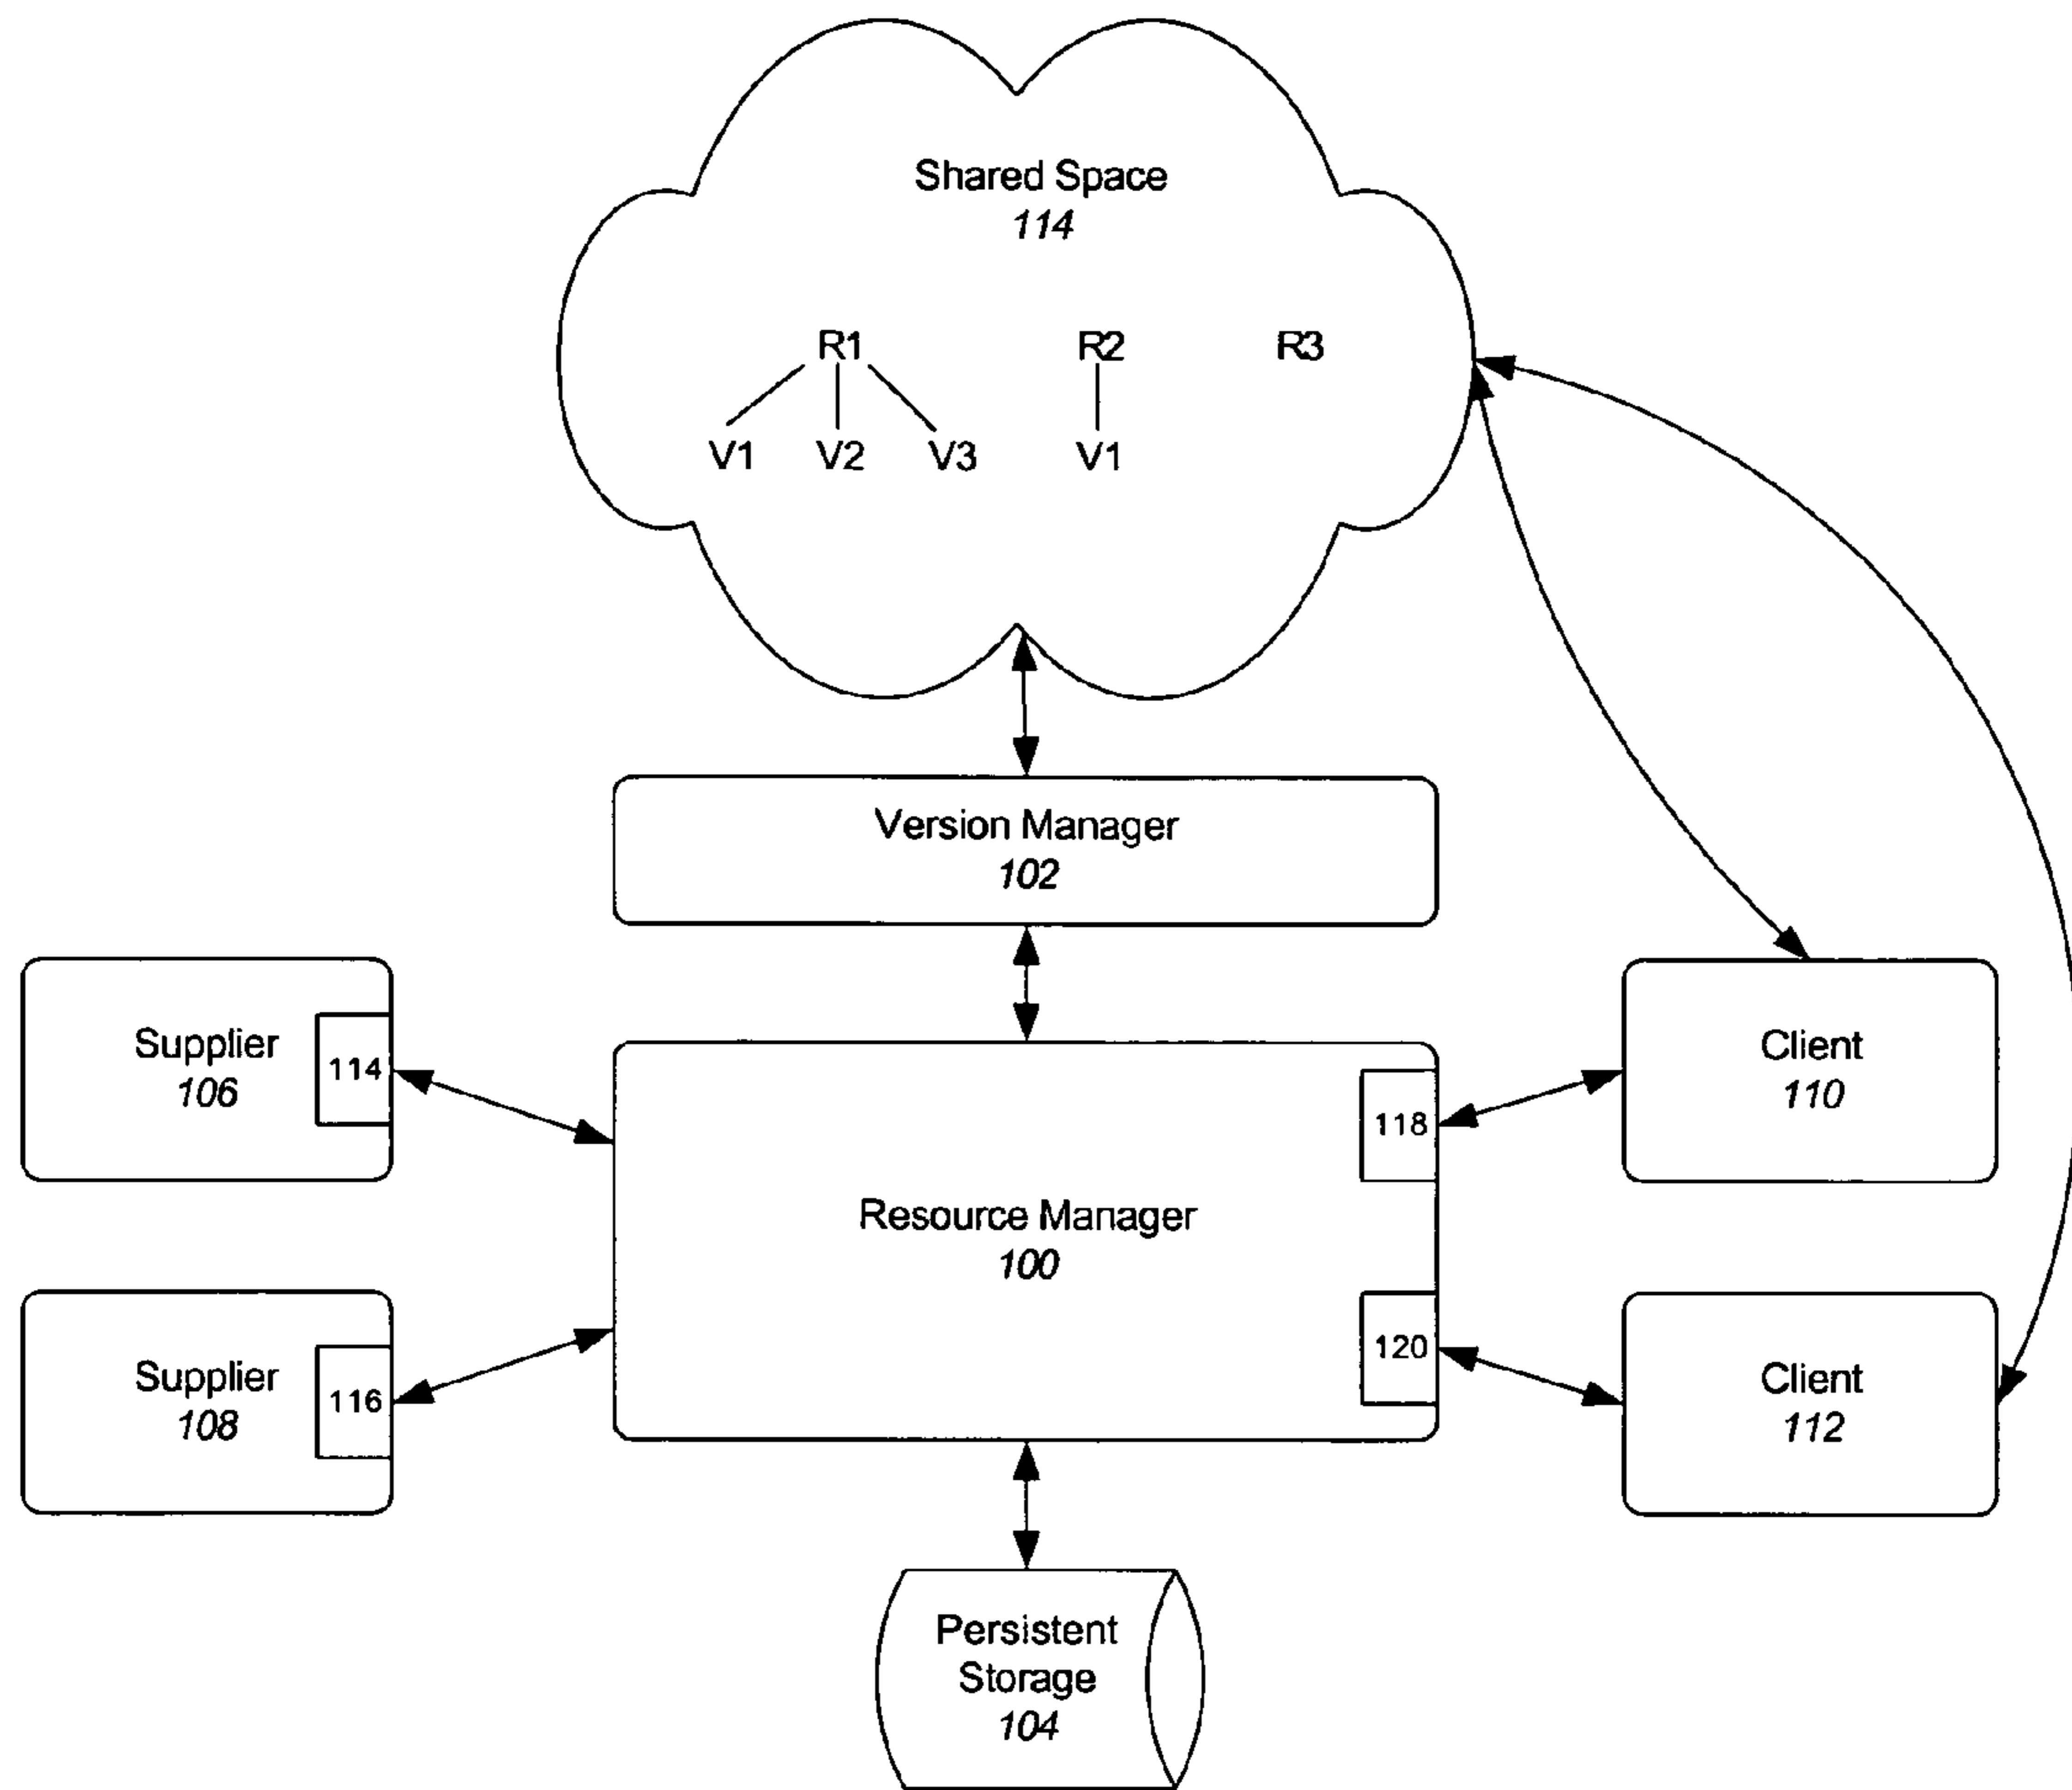 Shared Space
114
R1 R2 R3
V1 V2 V3 V1
Version Manager
102
Supplier
106
114
Resource Manager
100
118
Client
110
Supplier
108
116
120
Client
112
Persistent
Storage
104